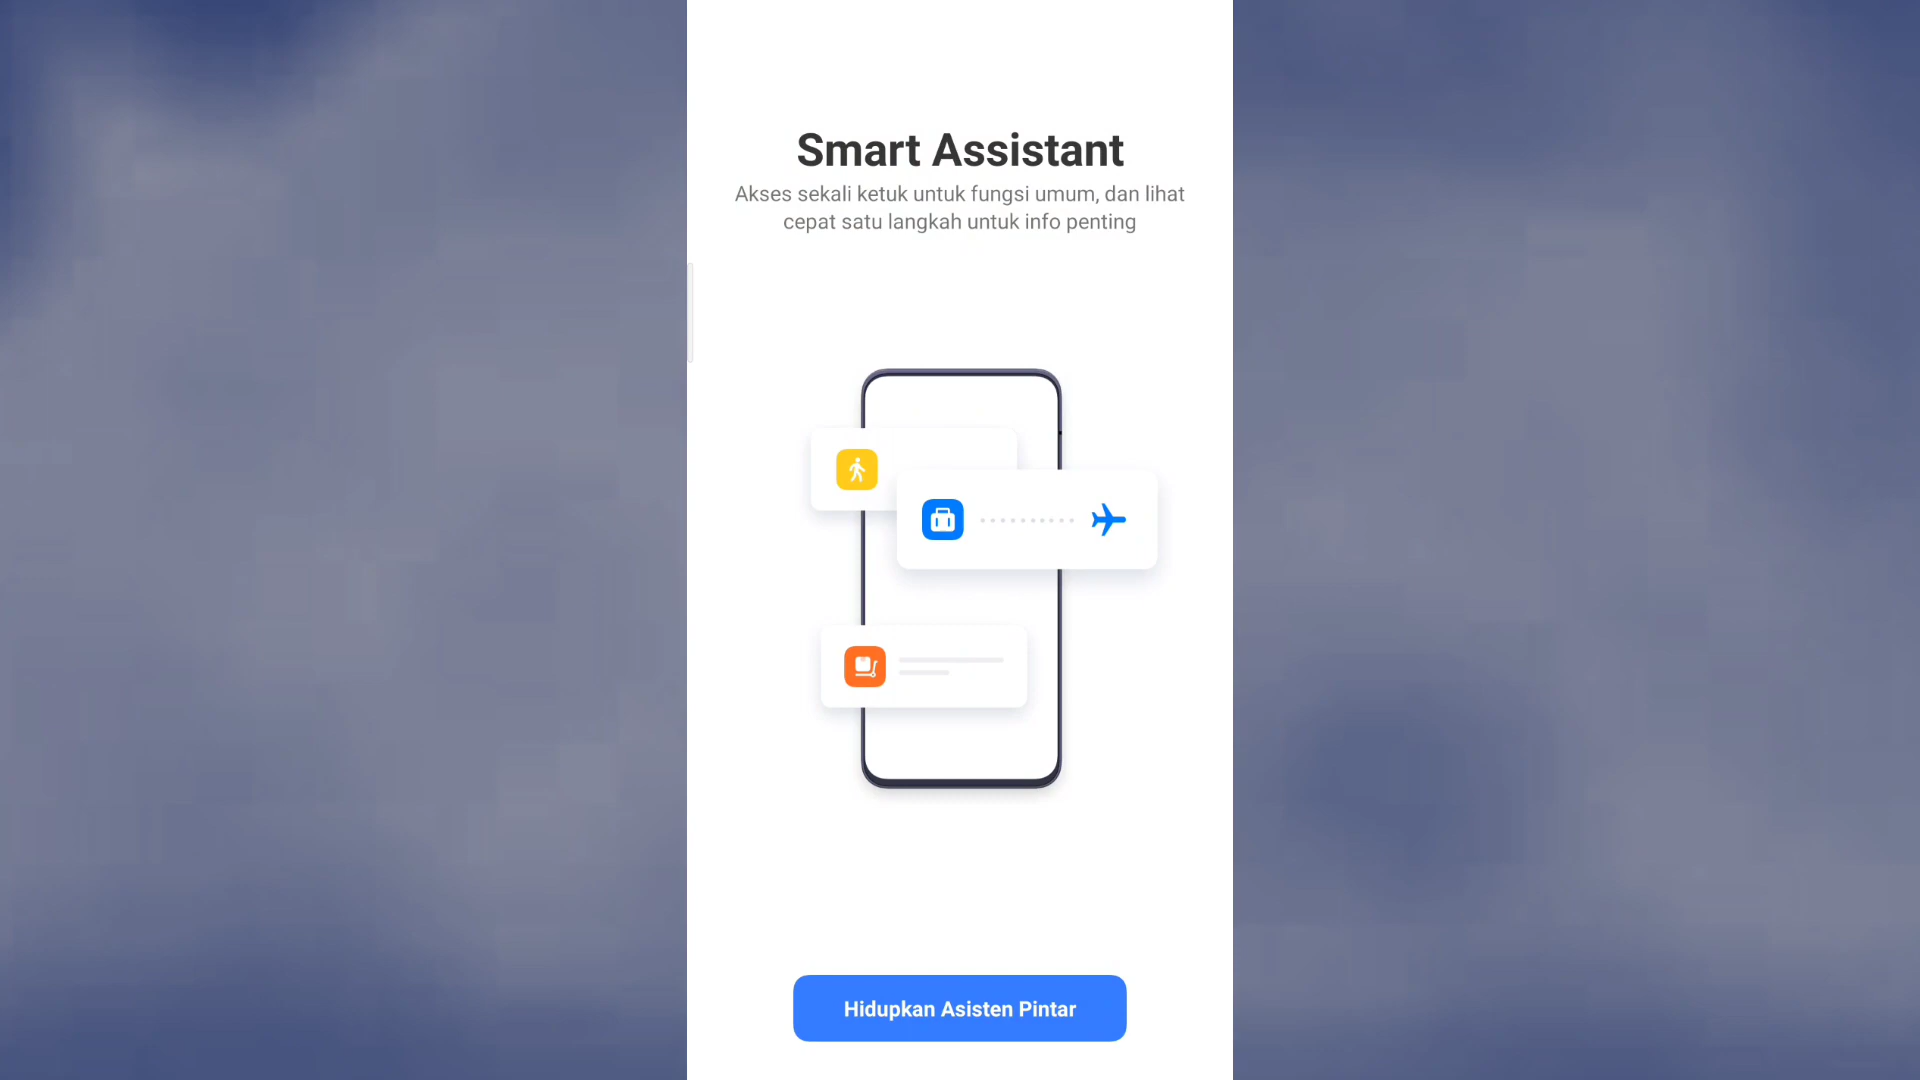 Smart Assistant
Akses sekali ketuk untuk fungsi umum, dan lihat
cepat satu langkah untuk info penting
Hidupkan Asisten Pintar